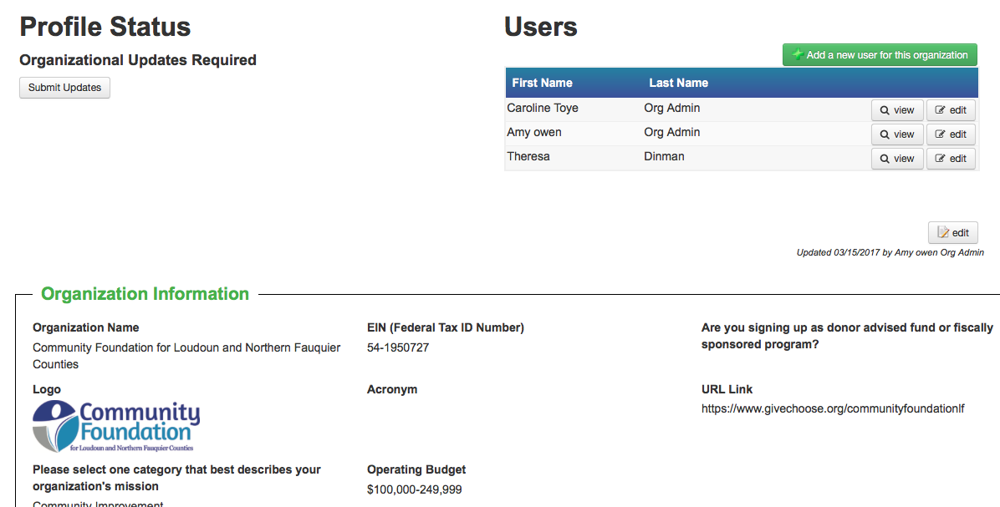 Profile Status
Organizational Updates Required
Submit Updates
Users
Add a new user for this organization
First Name Last Name
Caroline Toye Org Admin view edit
Amy owen Org Admin view edit
Theresa Dinman view edit
edit
Updated 03/15/2017 by Amy owen Org Admin
Organization Information
Organization Name
Community Foundation for Loudoun and Northern Fauquier
Counties
EIN (Federal Tax ID Number)
54-1950727
Are you signing up as donor advised fund or fiscally
sponsored program?
Logo
Community
Foundation
for Loudoun and Northern Fauquier Counties
Acronym
URL Link
https://www.givechoose.org/communityfoundationlf
Please select one category that best describes your
organization's mission
Community Improvement
Operating Budget
$100,000-249,999